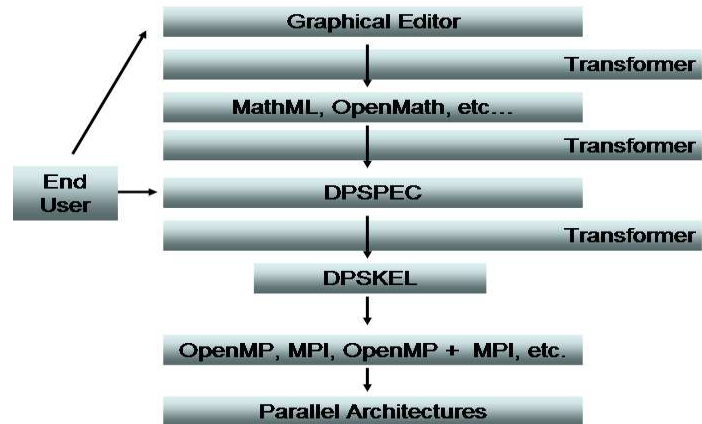 Graphical Editor
Transformer
MathML, OpenMath, etc...
Transformer
End
User
DPSPEC
Transformer
DPSKEL
OpenMP, MPI, OpenMP + MPI, etc.
Parallel Architectures